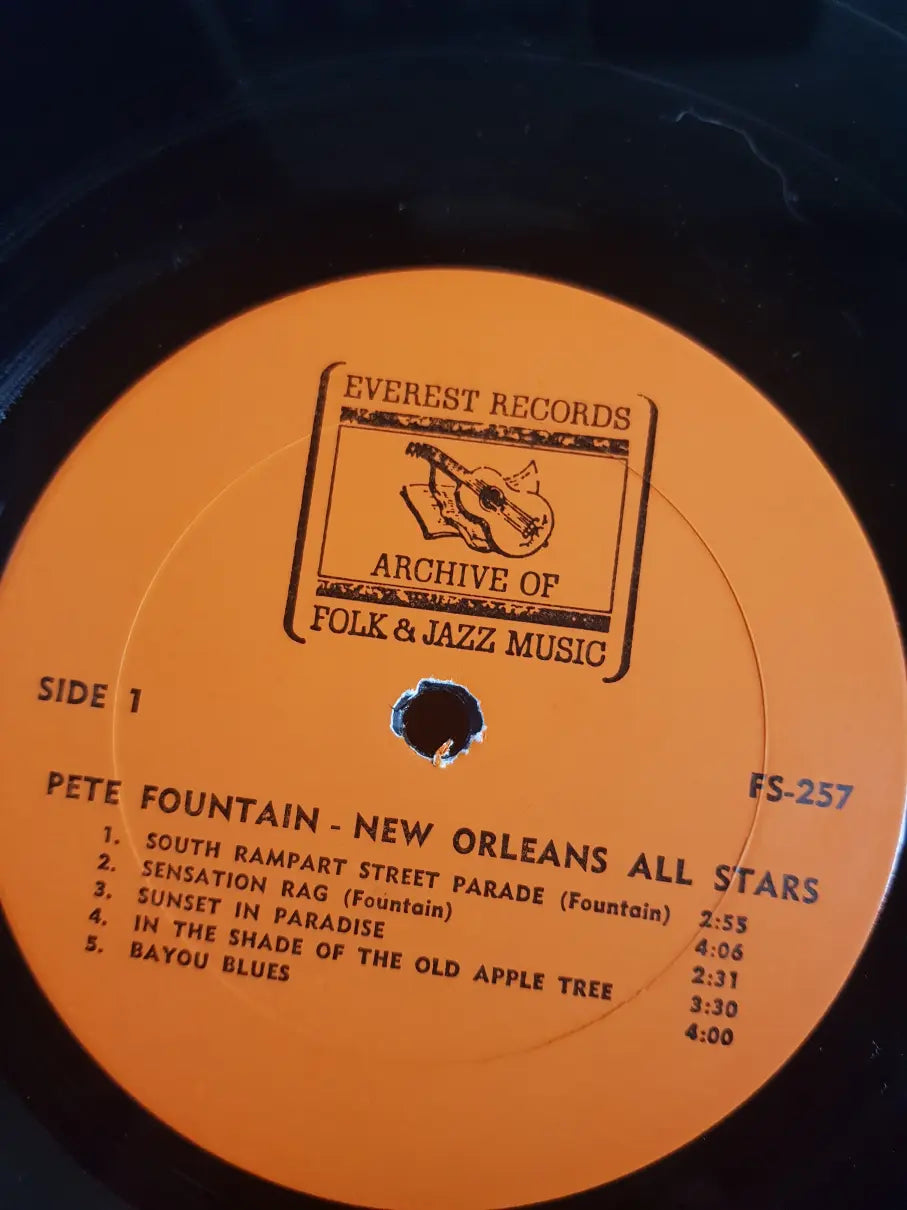 EVEREST RECORDS
ARCHIVE OF
FOLK & JAZZ MUSIC
SIDE 1
FS-257
PETE FOUNTAIN - NEW ORLEANS ALL STARS
1. SOUTH RAMPART STREET PARADE (Fountain) 2:55
2. SENSATION RAG (Fountain) 4:06
3. SUNSET IN PARADISE 2:31
4. IN THE SHADE OF THE OLD APPLE TREE 3:30
5. BAYOU BLUES 4:00